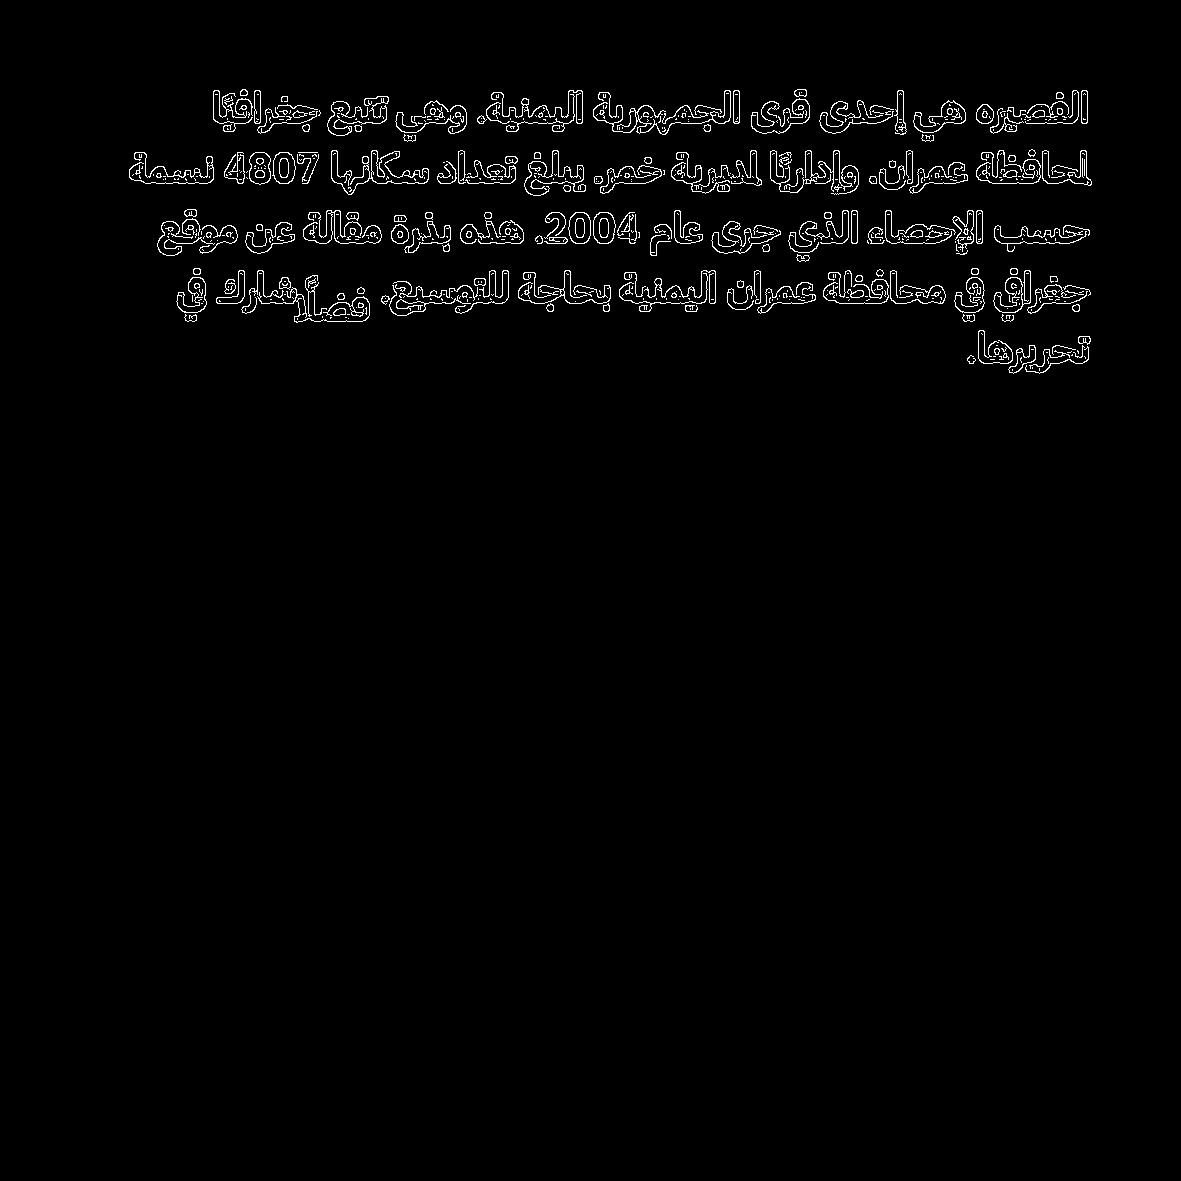 الفصيره هي إحدى قرى الجمهورية اليمنية. وهي تتبع جغرافيًا
لمحافظة عمران. وإداريًا لمديرية خمر. يبلغ تعداد سكانها 4807 نسمة
حسب الإحصاء الذي جرى عام 2004. هذه بذرة مقالة عن موقع
جغرافي في محافظة عمران اليمنية بحاجة للتوسيع. فضلًا شارك في
تحريرها.